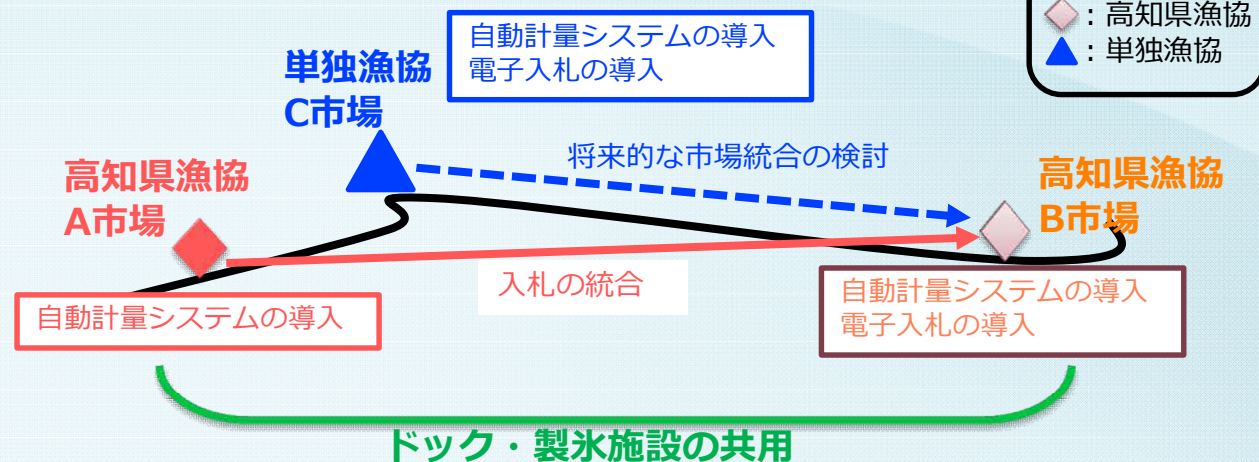 ◇：高知県漁協
▲：単独漁協
自動計量システムの導入
電子入札の導入
単独漁協
C市場
将来的な市場統合の検討
高知県漁協
A市場
高知県漁協
B市場
入札の統合
自動計量システムの導入
自動計量システムの導入
電子入札の導入
ドック・製氷施設の共用